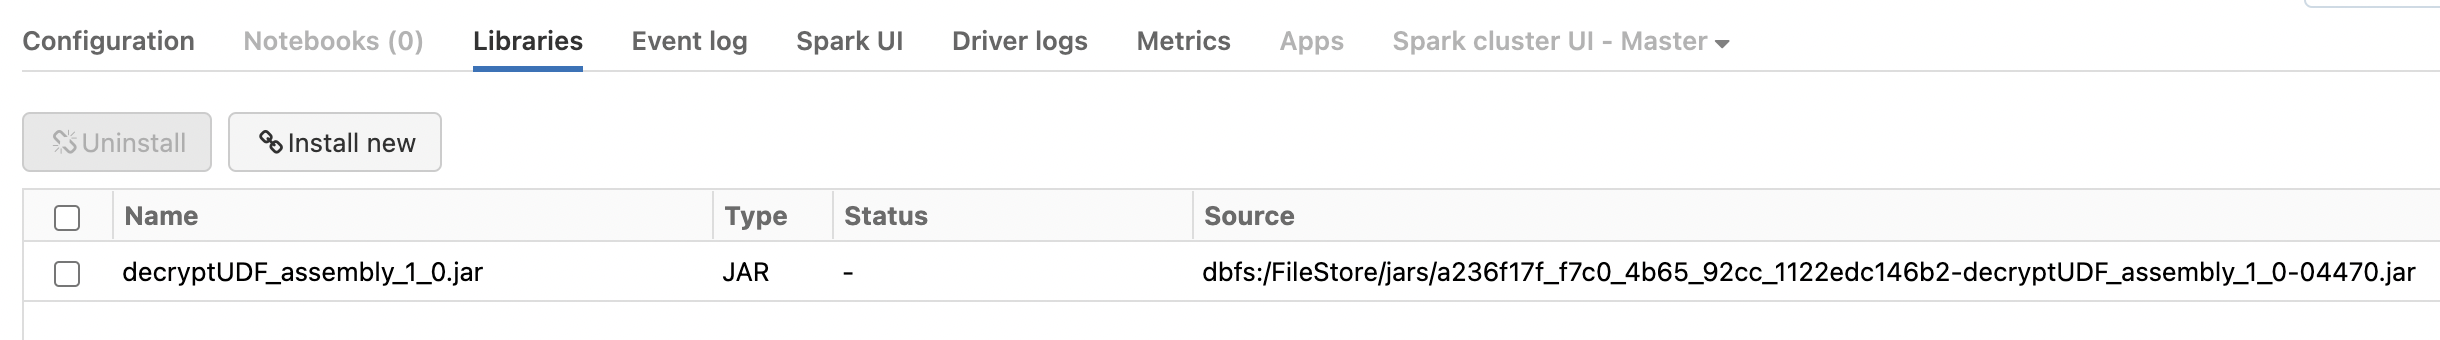 Configuration Notebooks (0) Libraries Event log Spark UI Driver logs Metrics Apps Spark cluster UI - Master
Uninstall Install new
Name Type Status Source
decryptUDF_assembly_1_0.jar JAR - dbfs:/FileStore/jars/a236f17f_f7c0_4b65_92cc_1122edc146b2-decryptUDF_assembly_1_0-04470.jar